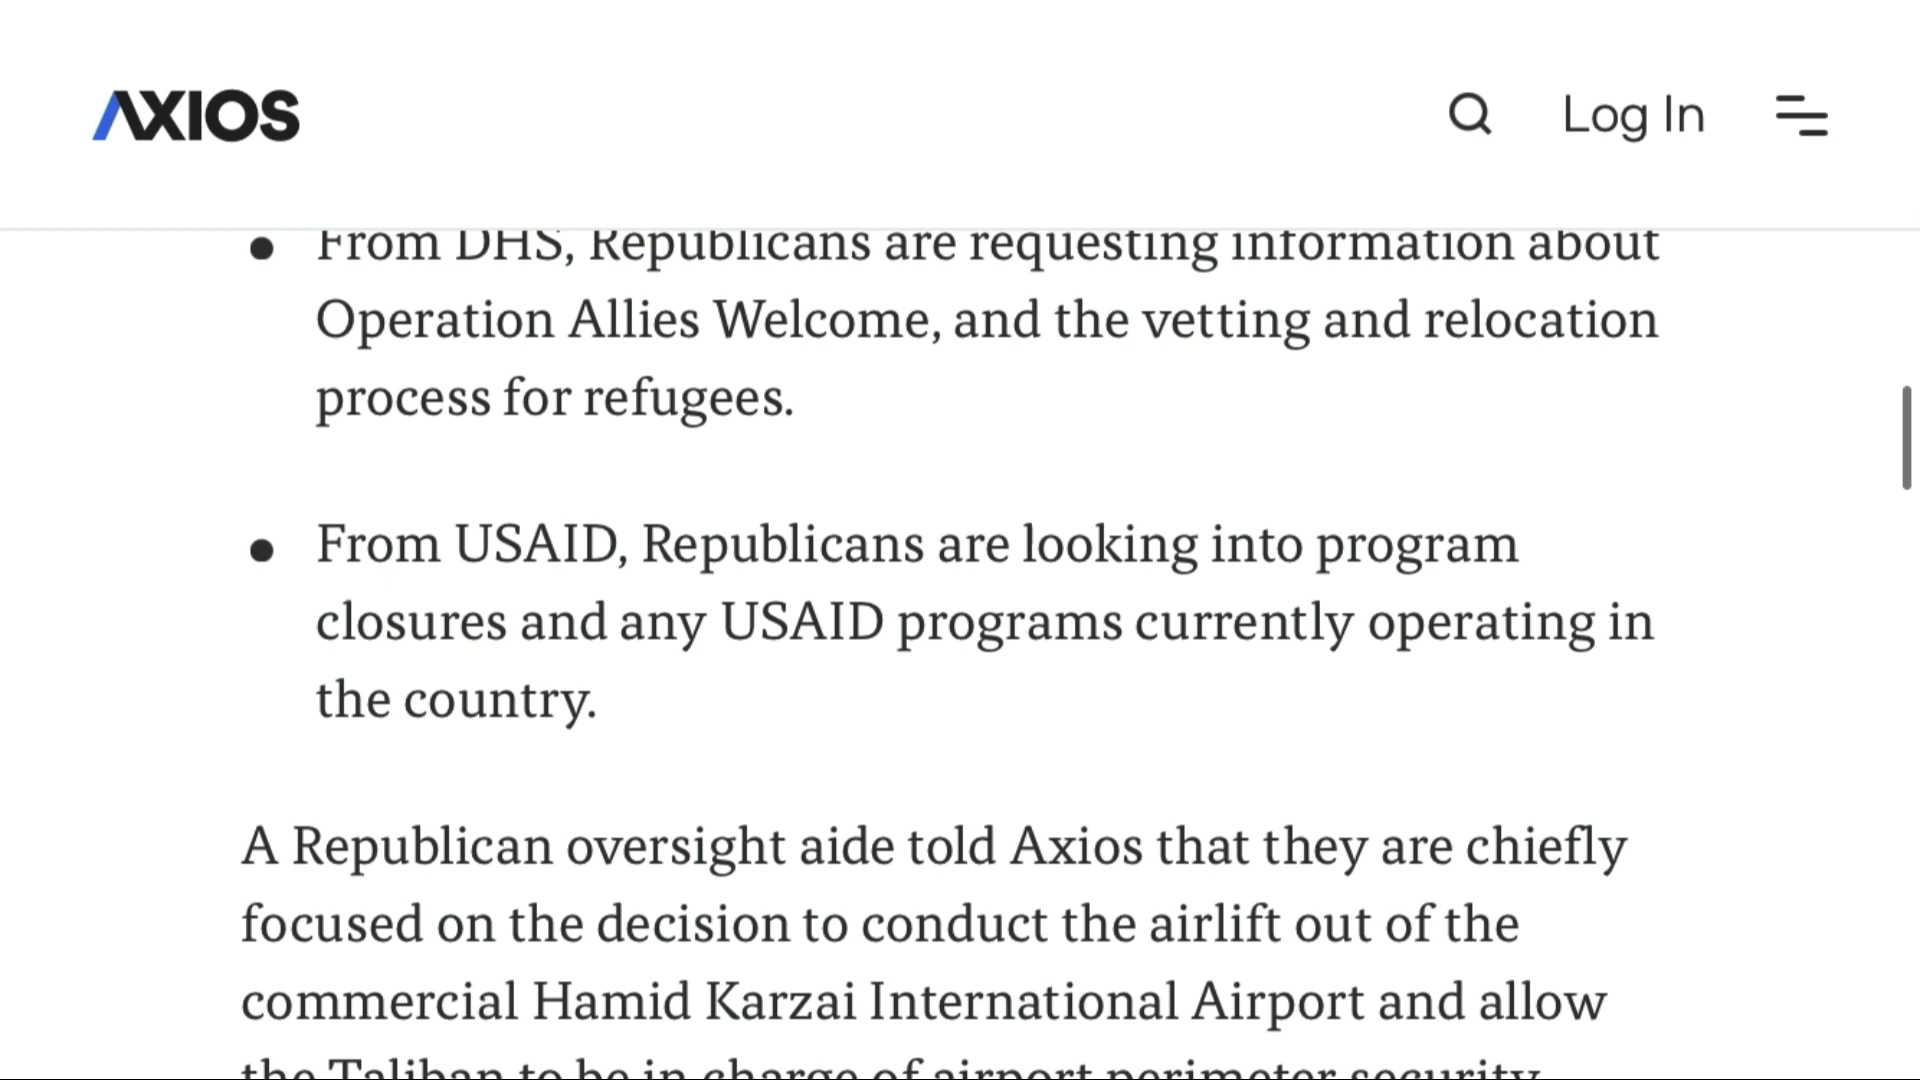 AXIOS
Log In
From DHS, Republicans are requesting information about
Operation Allies Welcome, and the vetting and relocation
process for refugees.
From USAID, Republicans are looking into program
closures and any USAID programs currently operating in
the country.
A Republican oversight aide told Axios that they are chiefly
focused on the decision to conduct the airlift out of the
commercial Hamid Karzai International Airport and allow
the Taliban to be in charge of airport perimeter security